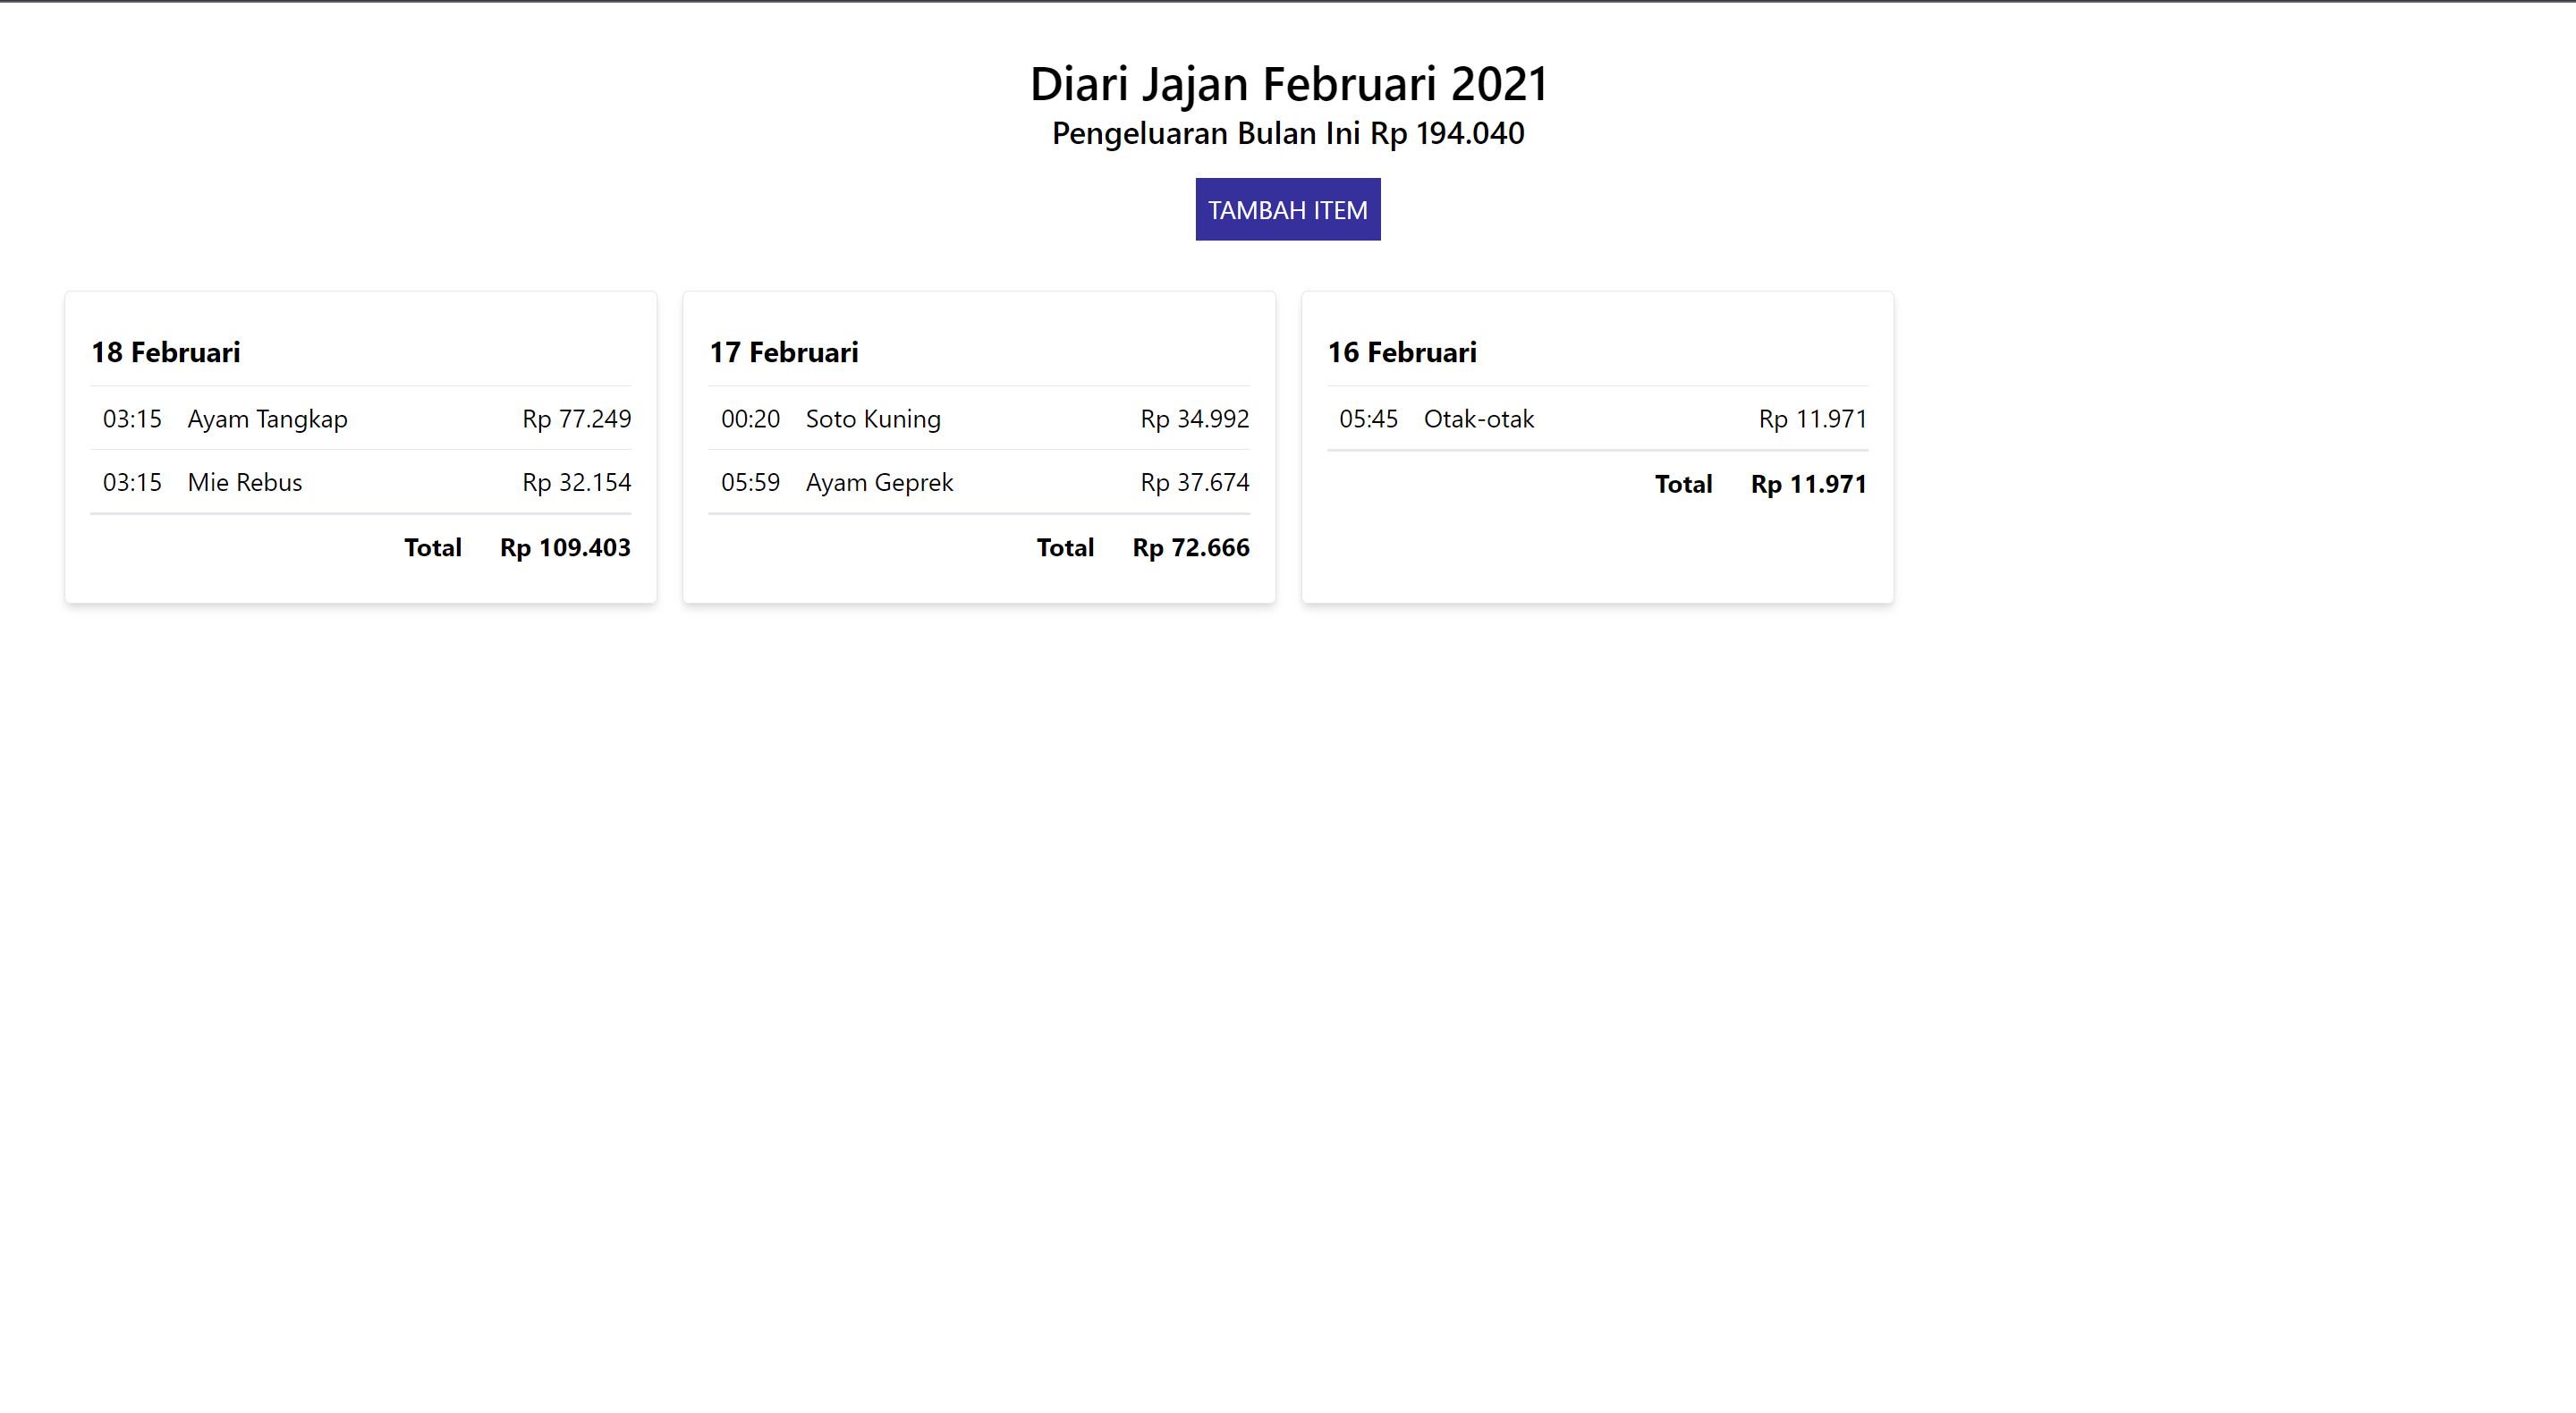 Diari Jajan Februari 2021
Pengeluaran Bulan Ini Rp 194.040
TAMBAH ITEM
18 Februari
03:15 Ayam Tangkap Rp 77.249
03:15 Mie Rebus Rp 32.154
Total Rp 109.403
17 Februari
00:20 Soto Kuning Rp 34.992
05:59 Ayam Geprek Rp 37.674
Total Rp 72.666
16 Februari
05:45 Otak-otak Rp 11.971
Total Rp 11.971